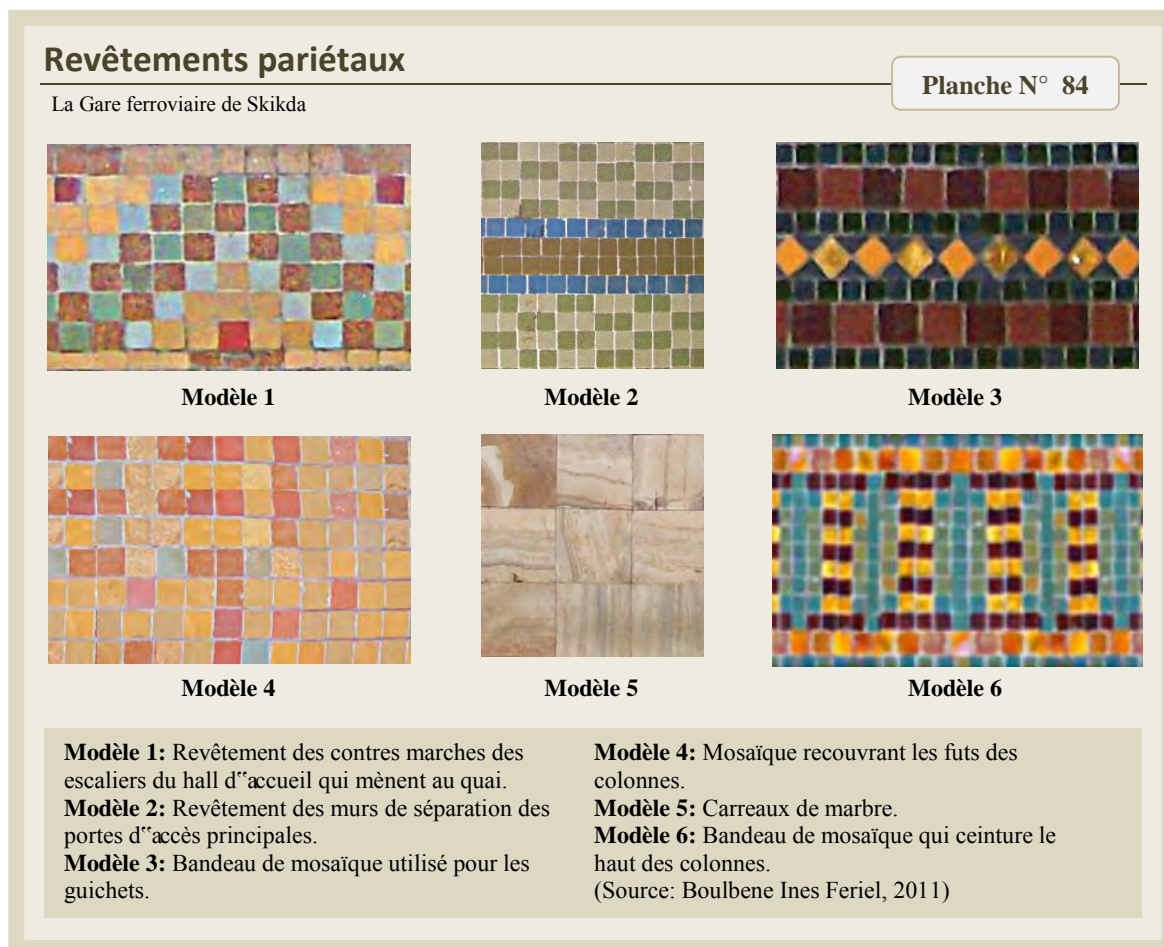 Revêtements pariétaux
Planche N° 84
La Gare ferroviaire de Skikda
Modèle 1
Modèle 2
Modèle 3
Modèle 4
Modèle 5
Modèle 6
Modèle 1: Revêtement des contres marches des
escaliers du hall d‟accueil qui mènent au quai.
Modèle 2: Revêtement des murs de séparation des
portes d‟accès principales.
Modèle 3: Bandeau de mosaïque utilisé pour les
guichets.
Modèle 4: Mosaïque recouvrant les futs des
colonnes.
Modèle 5: Carreaux de marbre.
Modèle 6: Bandeau de mosaïque qui ceinture le
haut des colonnes.
(Source: Boulbene Ines Feriel, 2011)